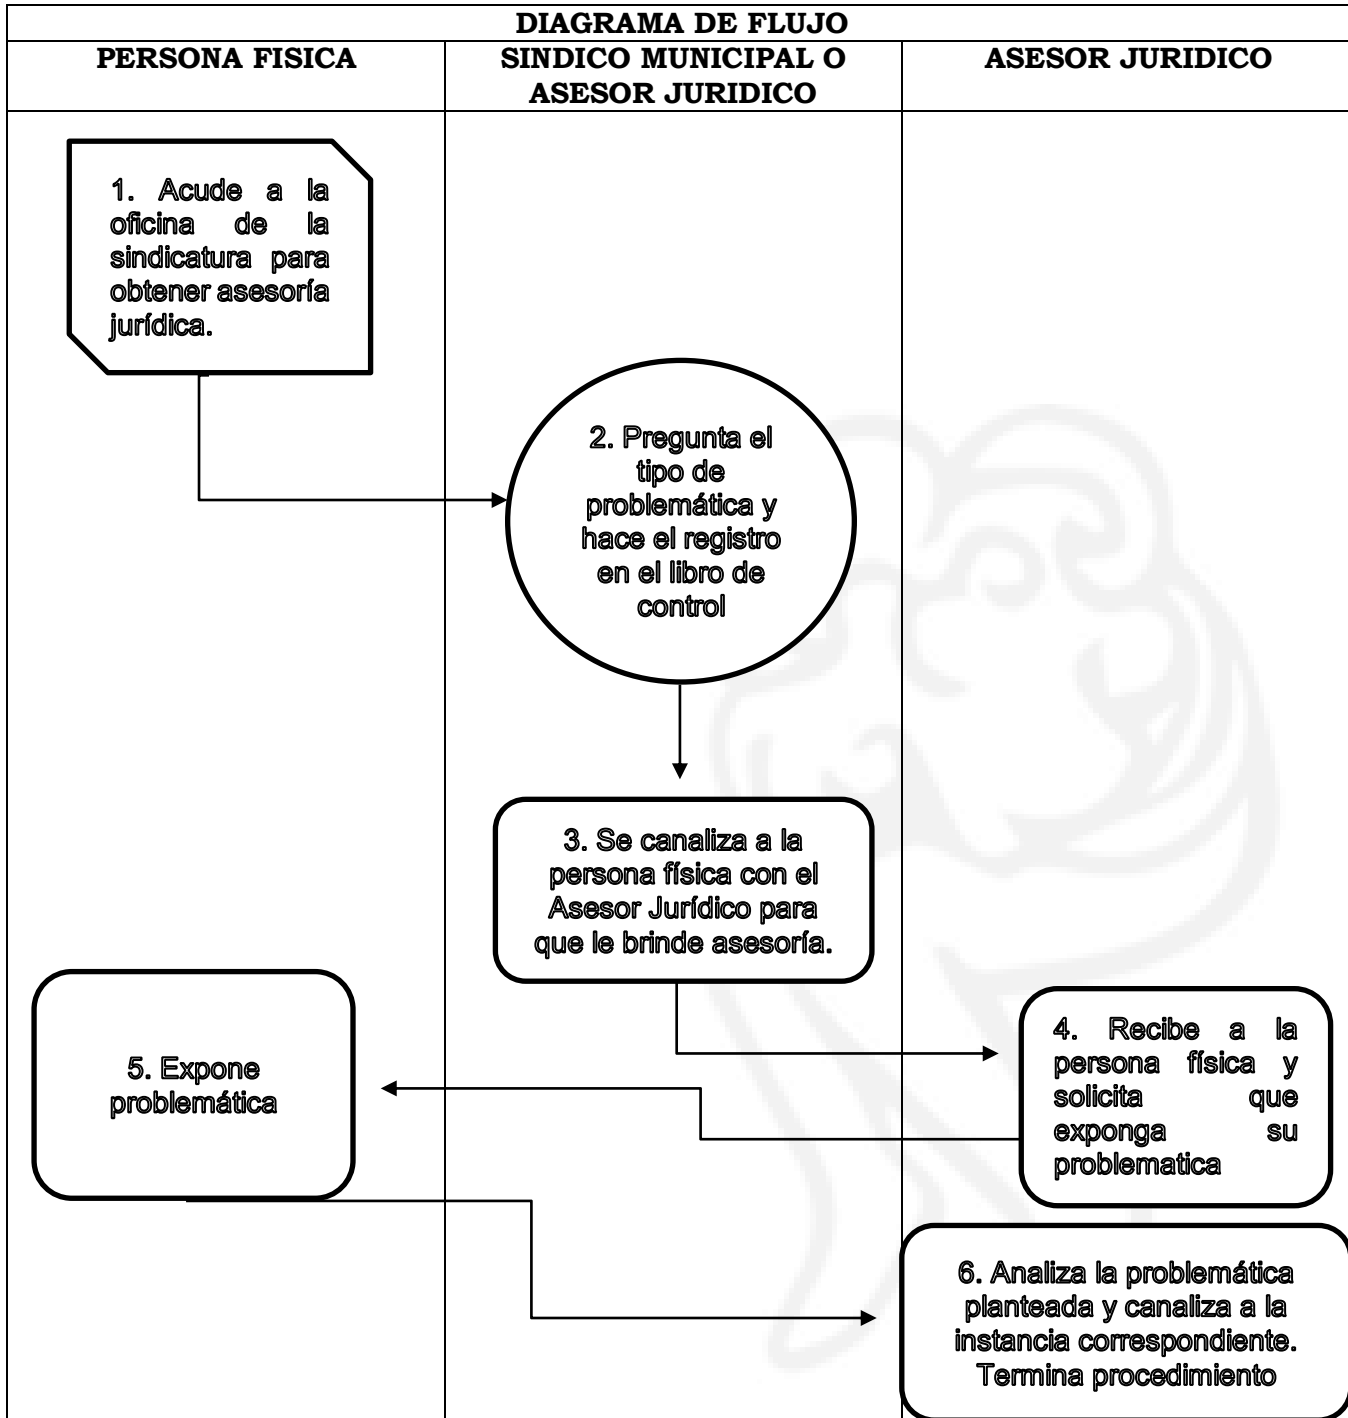 DIAGRAMA DE FLUJO
PERSONA FISICA
SINDICO MUNICIPAL O
ASESOR JURIDICO
ASESOR JURIDICO
1. Acude a la
oficina de la
sindicatura para
obtener asesoría
jurídica.
2. Pregunta el
tipo de
problemática y
hace el registro
en el libro de
control
3. Se canaliza a la
persona física con el
Asesor Jurídico para
que le brinde asesoría.
4. Recibe a la
persona física y
solicita que
exponga su
problematica
5. Expone
problemática
6. Analiza la problemática
planteada y canaliza a la
instancia correspondiente.
Termina procedimiento